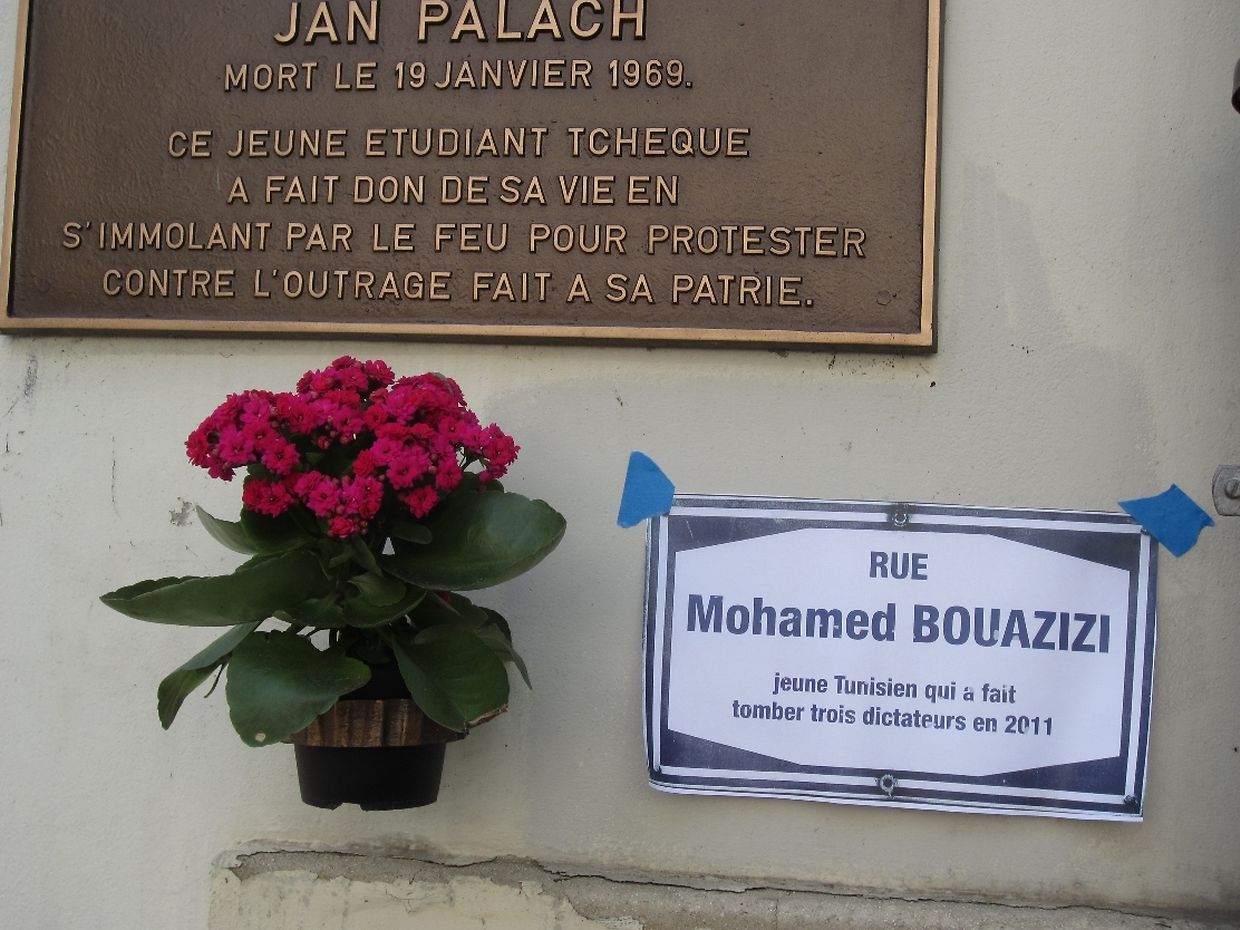 JAN PALACH
MORT LE 19 JANVIER 1969.
CE JEUNE ETUDIANT TCHEQUE
A FAIT DON DE SA VIE EN
S'IMMOLANT PAR LE FEU POUR PROTESTER
CONTRE L'OUTRAGE FAIT A SA PATRIE.
RUE
Mohamed BOUAZIZI
jeune Tunisien qui a fait
tomber trois dictateurs en 2011